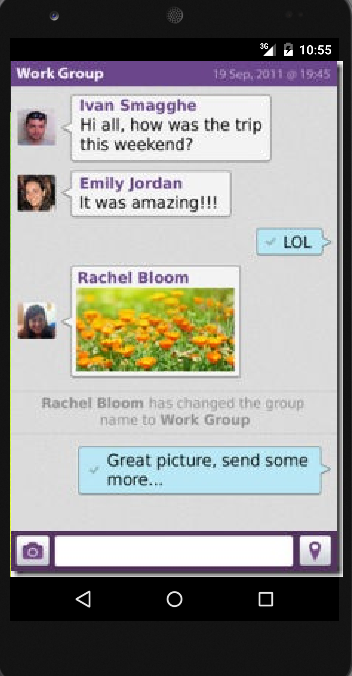 3G 10:55
Work Group 19 Sep, 2011 @ 19:45
Ivan Smagghe
Hi all, how was the trip
this weekend?
Emily Jordan
It was amazing!!!
LOL
Rachel Bloom
Rachel Bloom has changed the group
name to Work Group
Great picture, send some
more...